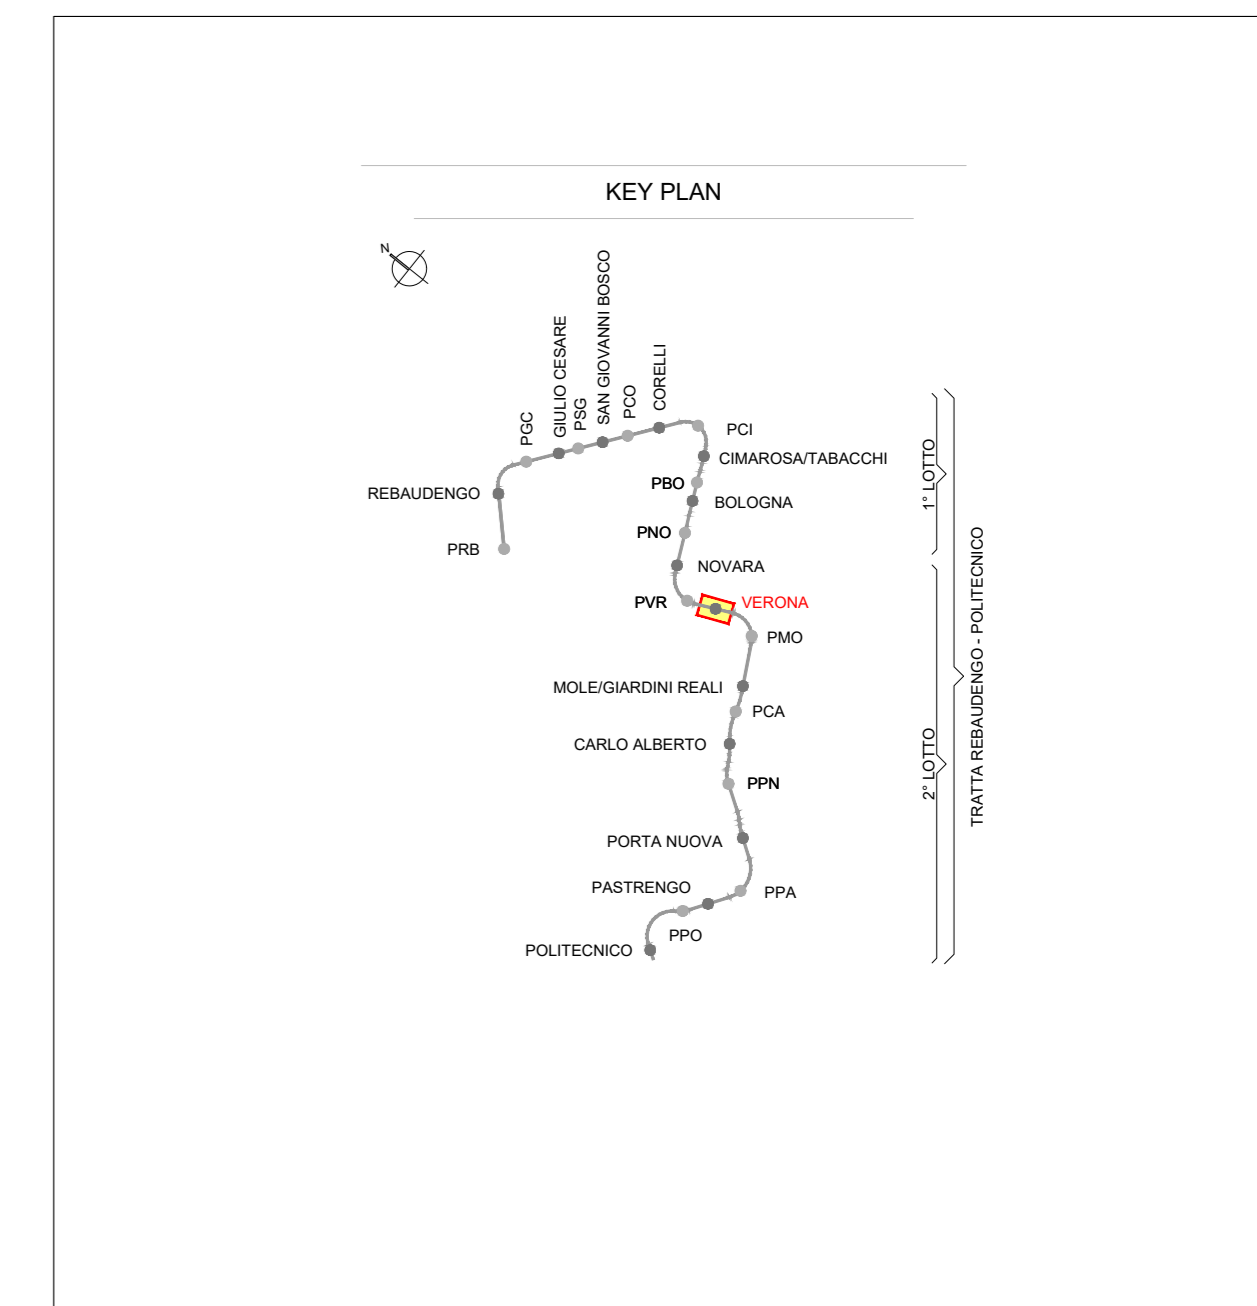 KEY PLAN
N
PGC
GIULIO CESARE
PSG
SAN GIOVANNI BOSCO
PCO
CORELLI
PCI
CIMAROSA/TABACCHI
REBAUDENGO
PBO
BOLOGNA
PRB
PNO
NOVARA
PVR
VERONA
PMO
MOLE/GIARDINI REALI
PCA
CARLO ALBERTO
PPN
PORTA NUOVA
PASTRENGO
PPA
PPO
POLITECNICO
1° LOTTO
2° LOTTO
TRATTA REBAUDENGO - POLITECNICO